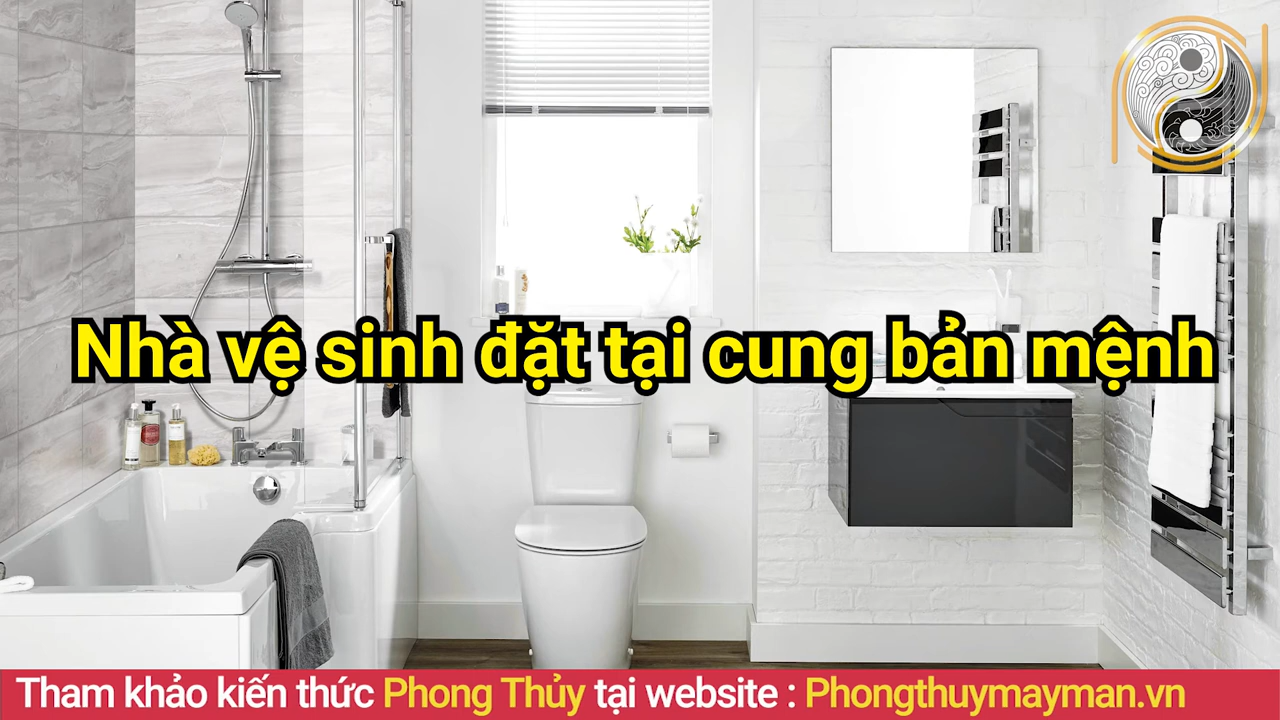 Nhà vệ sinh đặt tại cung bản mệnh
Tham khảo kiến thức Phong Thủy tại website : Phongthuymayman.vn